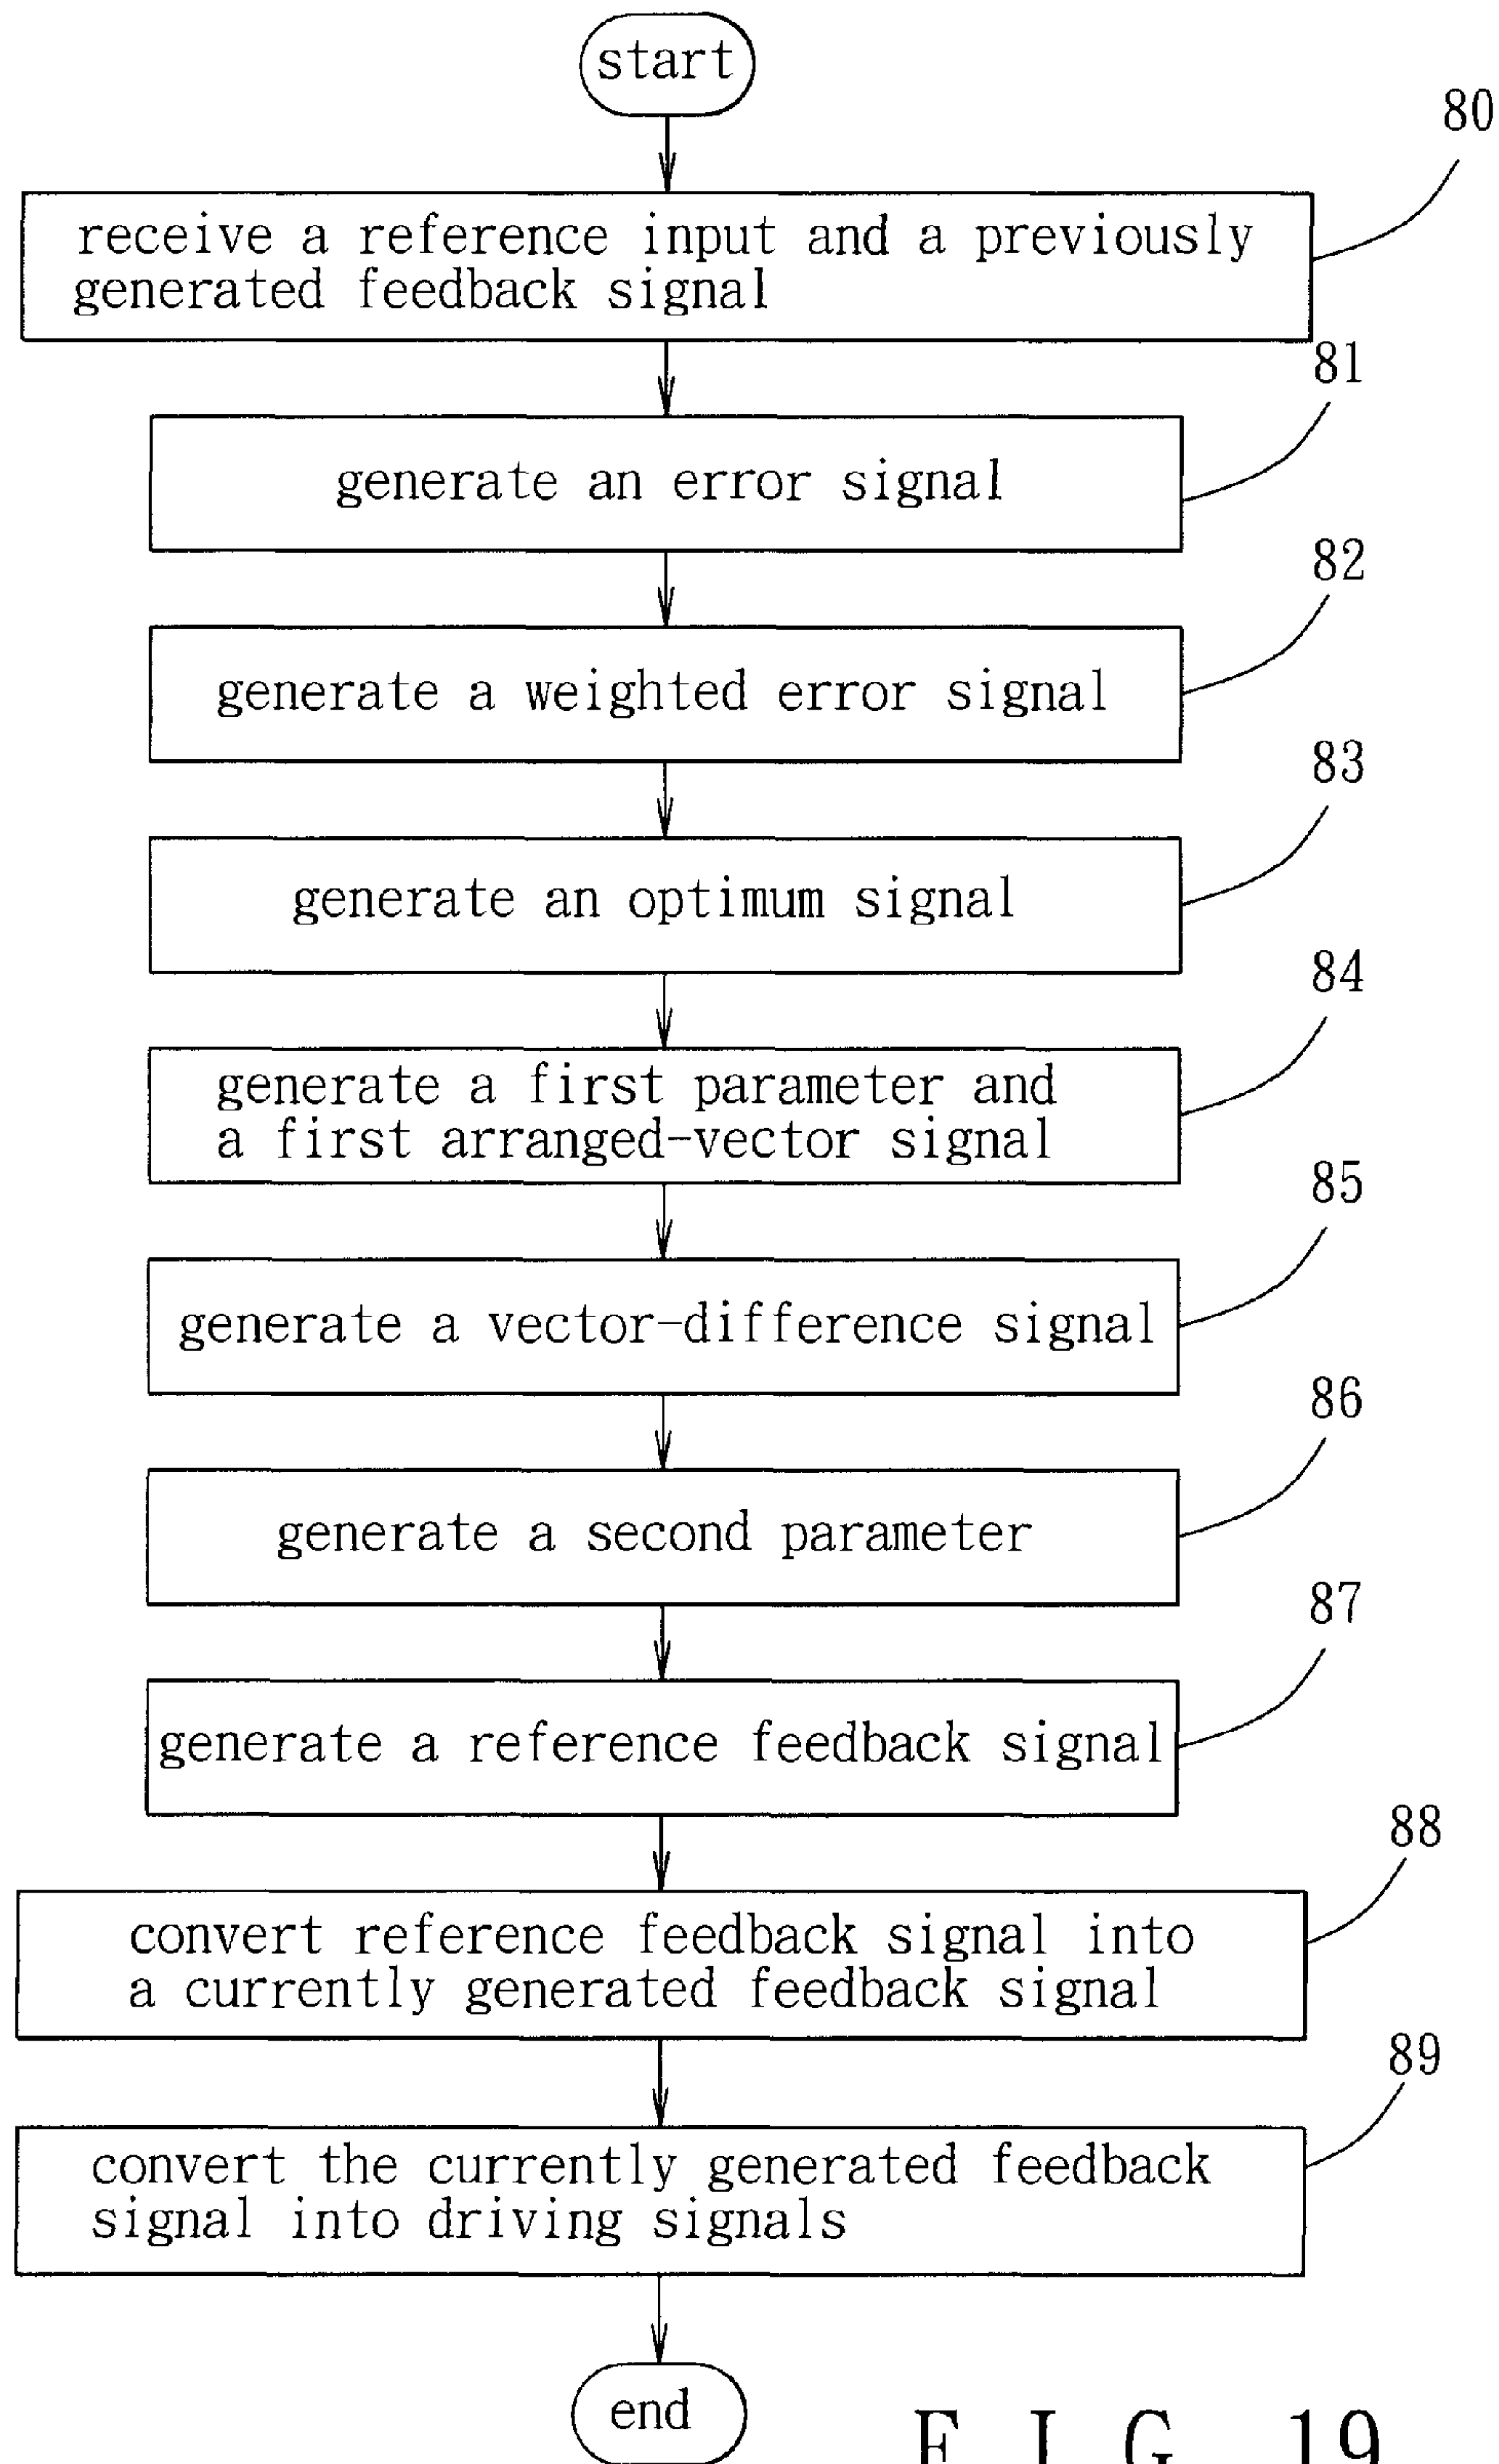 start
80
receive a reference input and a previously
generated feedback signal
81
generate an error signal
82
generate a weighted error signal
83
generate an optimum signal
84
generate a first parameter and
a first arranged-vector signal
85
generate a vector-difference signal
86
generate a second parameter
87
generate a reference feedback signal
88
convert reference feedback signal into
a currently generated feedback signal
89
convert the currently generated feedback
signal into driving signals
end
FIG. 19